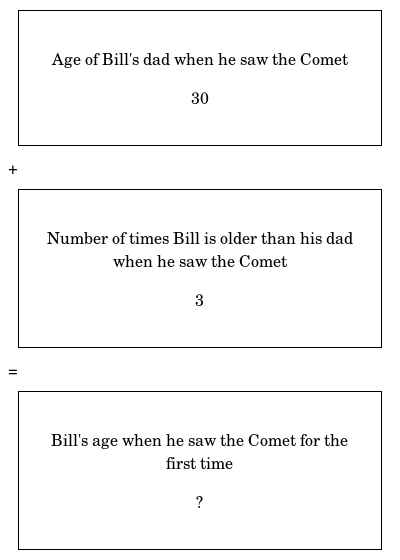 Age of Bill's dad when he saw the Comet
30
+
Number of times Bill is older than his dad
when he saw the Comet
3
=
Bill's age when he saw the Comet for the
first time
?